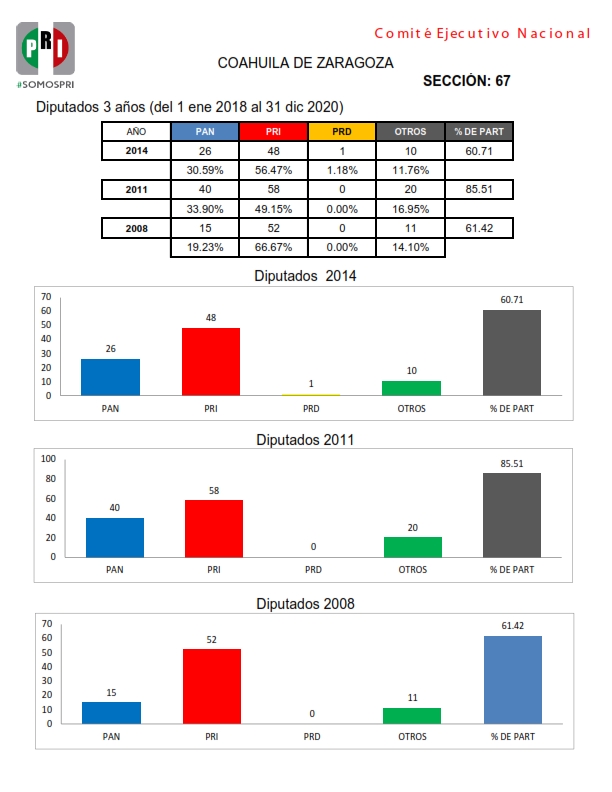 Comité Ejecutivo Nacional
PRI
#SOMOSPRI
COAHUILA DE ZARAGOZA
SECCIÓN: 67
Diputados 3 años (del 1 ene 2018 al 31 dic 2020)
AÑO PAN PRI PRD OTROS % DE PART
2014 26 48 1 10 60.71
30.59% 56.47% 1.18% 11.76%
2011 40 58 0 20 85.51
33.90% 49.15% 0.00% 16.95%
2008 15 52 0 11 61.42
19.23% 66.67% 0.00% 14.10%
Diputados 2014
70
60
50
40
30
20
10
0
26
48
1
10
60.71
PAN PRI PRD OTROS % DE PART
Diputados 2011
100
80
60
40
20
0
40
58
0
20
85.51
PAN PRI PRD OTROS % DE PART
Diputados 2008
70
60
50
40
30
20
10
0
15
52
0
11
61.42
PAN PRI PRD OTROS % DE PART